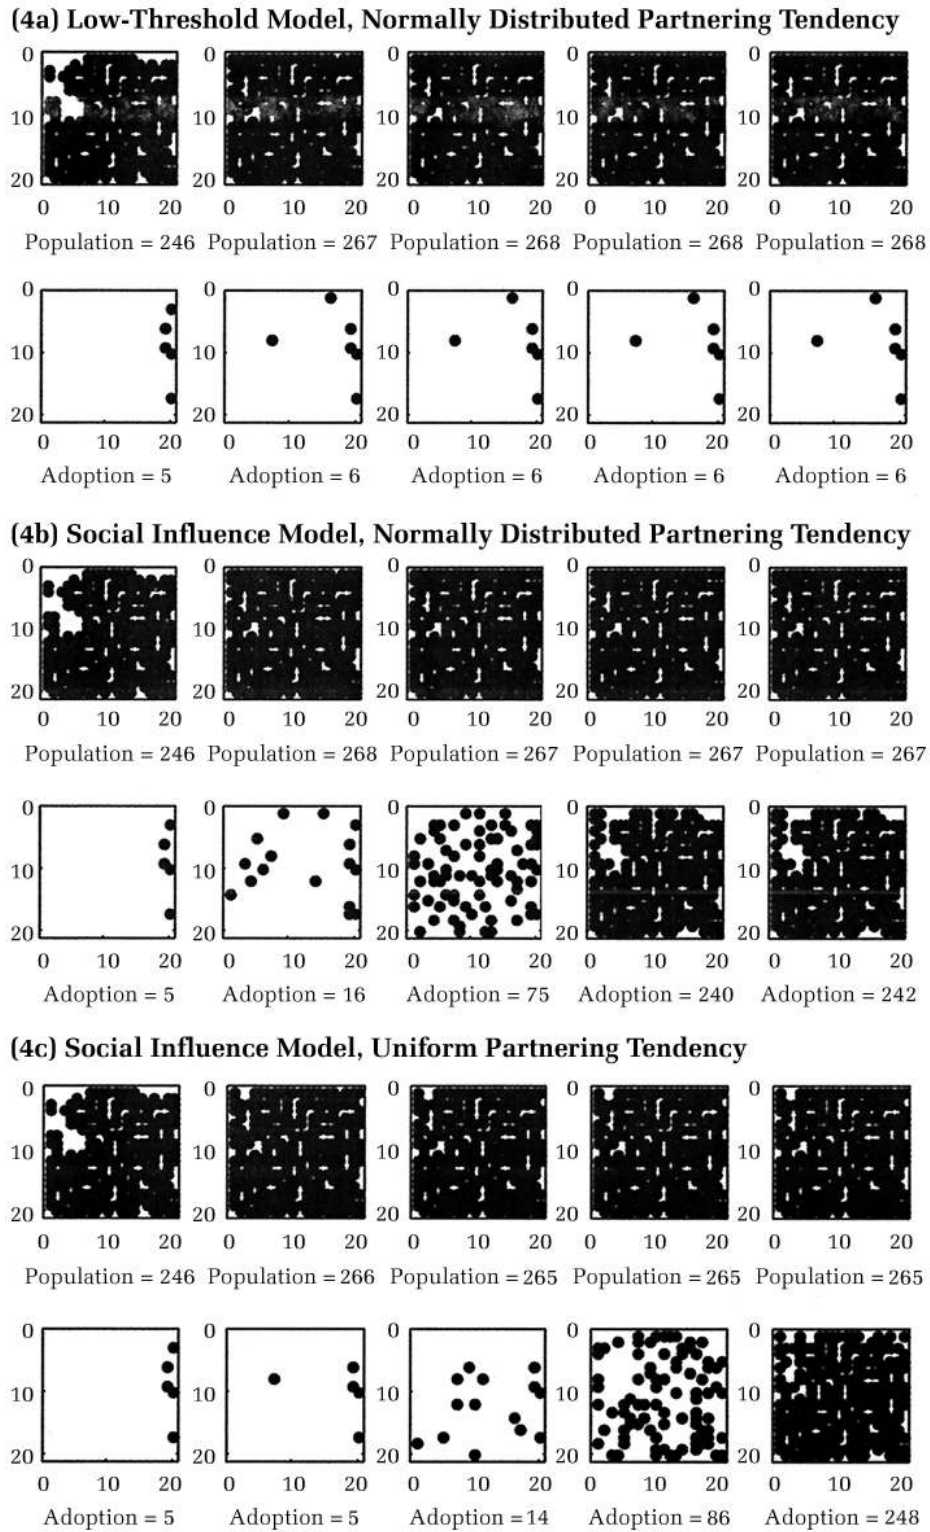 (4a) Low-Threshold Model, Normally Distributed Partnering Tendency
0 0 0 0 0
10 10 10 10 10
20 20 20 20 20
0 10 20 0 10 20 0 10 20 0 10 20 0 10 20
Population = 246 Population = 267 Population = 268 Population = 268 Population = 268
0 0 0 0 0
10 10 10 10 10
20 20 20 20 20
0 10 20 0 10 20 0 10 20 0 10 20 0 10 20
Adoption = 5 Adoption = 6 Adoption = 6 Adoption = 6 Adoption = 6
(4b) Social Influence Model, Normally Distributed Partnering Tendency
0 0 0 0 0
10 10 10 10 10
20 20 20 20 20
0 10 20 0 10 20 0 10 20 0 10 20 0 10 20
Population = 246 Population = 268 Population = 267 Population = 267 Population = 267
0 0 0 0 0
10 10 10 10 10
20 20 20 20 20
0 10 20 0 10 20 0 10 20 0 10 20 0 10 20
Adoption = 5 Adoption = 16 Adoption = 75 Adoption = 240 Adoption = 242
(4c) Social Influence Model, Uniform Partnering Tendency
0 0 0 0 0
10 10 10 10 10
20 20 20 20 20
0 10 20 0 10 20 0 10 20 0 10 20 0 10 20
Population = 246 Population = 266 Population = 265 Population = 265 Population = 265
0 0 0 0 0
10 10 10 10 10
20 20 20 20 20
0 10 20 0 10 20 0 10 20 0 10 20 0 10 20
Adoption = 5 Adoption = 5 Adoption = 14 Adoption = 86 Adoption = 248